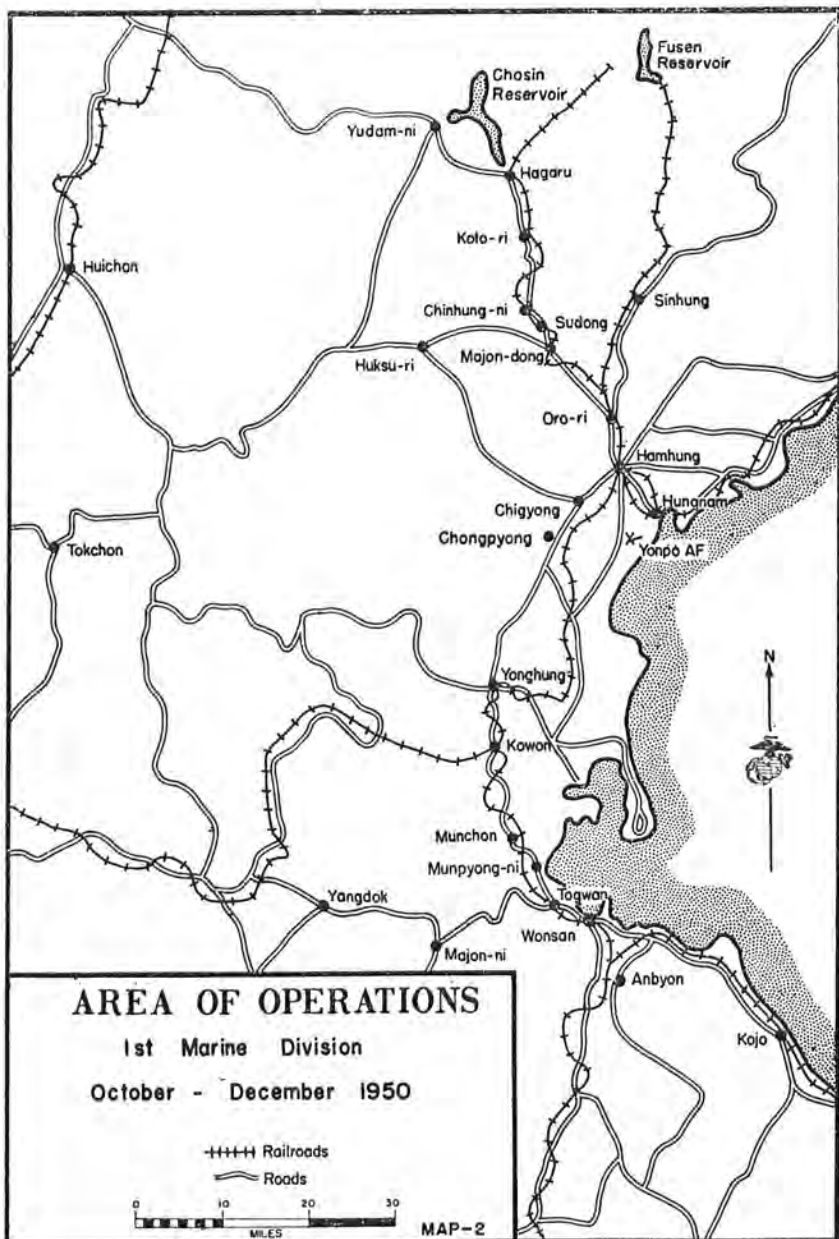 Fusen
Reservoir
Chosin
Reservoir
Yudam-ni
Hagaru
Koto-ri
Huichon
Sinhung
Chinhung-ni
Sudong
Huksu-ri
Majon-dong
Oro-ri
Hamhung
Chigyong
Hungnam
Chongpyong
Yonpo AF
Tokchon
N
Yonghung
Kowon
Munchon
Munpyong-ni
Togwan
Yangdok
Wonsan
Majon-ni
Anbyon
Kojo
AREA OF OPERATIONS
1st Marine Division
October - December 1950
Railroads
Roads
0 10 20 30
MILES
MAP-2